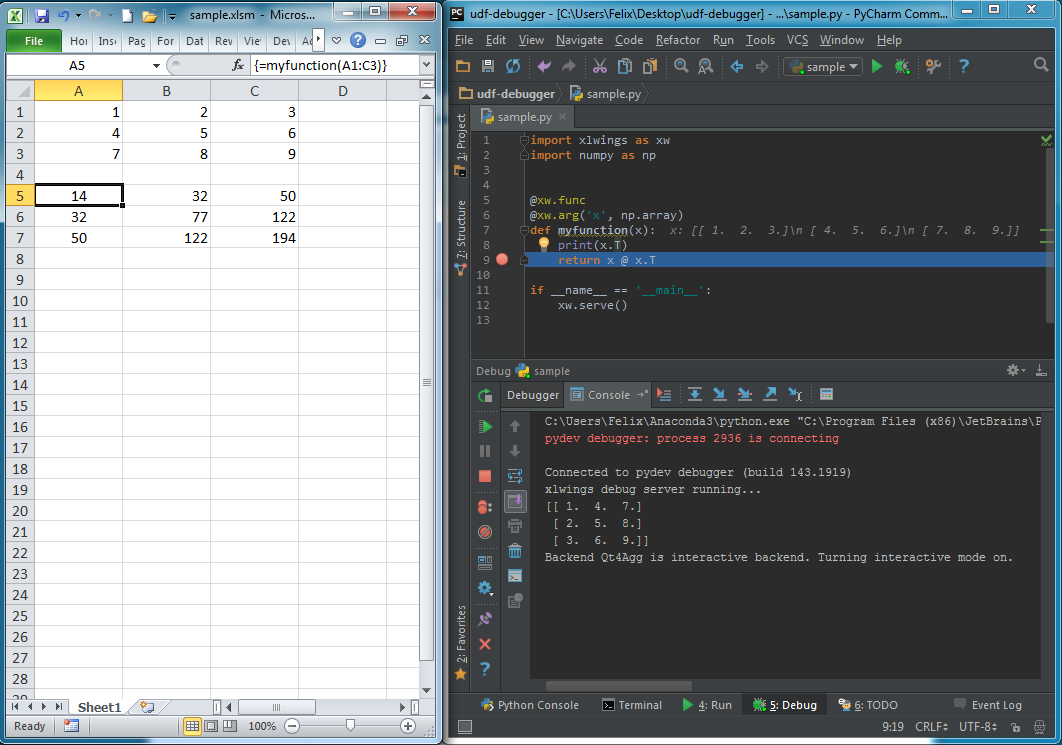 sample.xlsm - Micros...
File Hor Ins Pag For Dat Rev Viev Dev Ac
A5 fx {=myfunction(A1:C3)}
A B C D
1 1 2 3
2 4 5 6
3 7 8 9
4
5 14 32 50
6 32 77 122
7 50 122 194
8
9
10
11
12
13
14
15
16
17
18
19
20
21
22
23
24
25
26
27
28
29
Sheet1
Ready 100%
PC udf-debugger - [C:\Users\Felix\Desktop\udf-debugger] - ...\sample.py - PyCharm Comm...
File Edit View Navigate Code Refactor Run Tools VCS Window Help
sample
udf-debugger sample.py
sample.py
1: Project
7: Structure
2: Favorites
1 import xlwings as xw
2 import numpy as np
3
4
5 @xw.func
6 @xw.arg('x', np.array)
7 def myfunction(x): x: [[ 1. 2. 3.]\n [ 4. 5. 6.]\n [ 7. 8. 9.]]
8 print(x.T)
9 return x @ x.T
10
11 if __name__ == '__main__':
12 xw.serve()
13
Debug sample
Debugger Console
C:\Users\Felix\Anaconda3\python.exe "C:\Program Files (x86)\JetBrains\P
pydev debugger: process 2936 is connecting
Connected to pydev debugger (build 143.1919)
xlwings debug server running...
[[ 1. 4. 7.]
[ 2. 5. 8.]
[ 3. 6. 9.]]
Backend Qt4Agg is interactive backend. Turning interactive mode on.
Python Console Terminal 4: Run 5: Debug 6: TODO Event Log
9:19 CRLF UTF-8